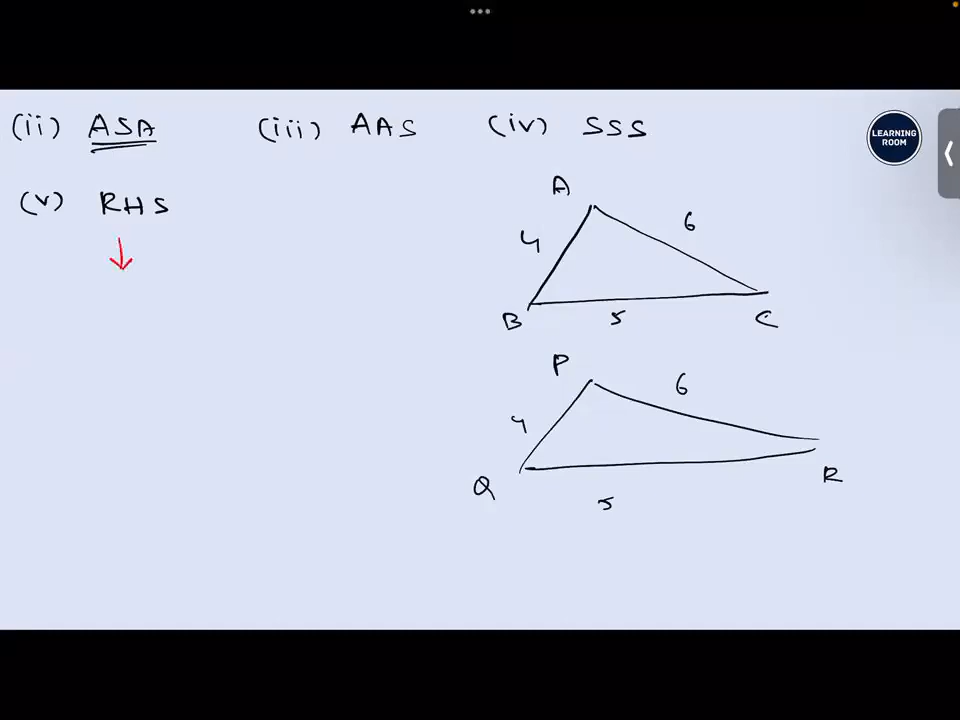 (ii) ASA (iii) AAS (iv) SSS
LEARNING
ROOM
(v) RHS
A
4
6
B
5
C
P
4
6
Q
5
R